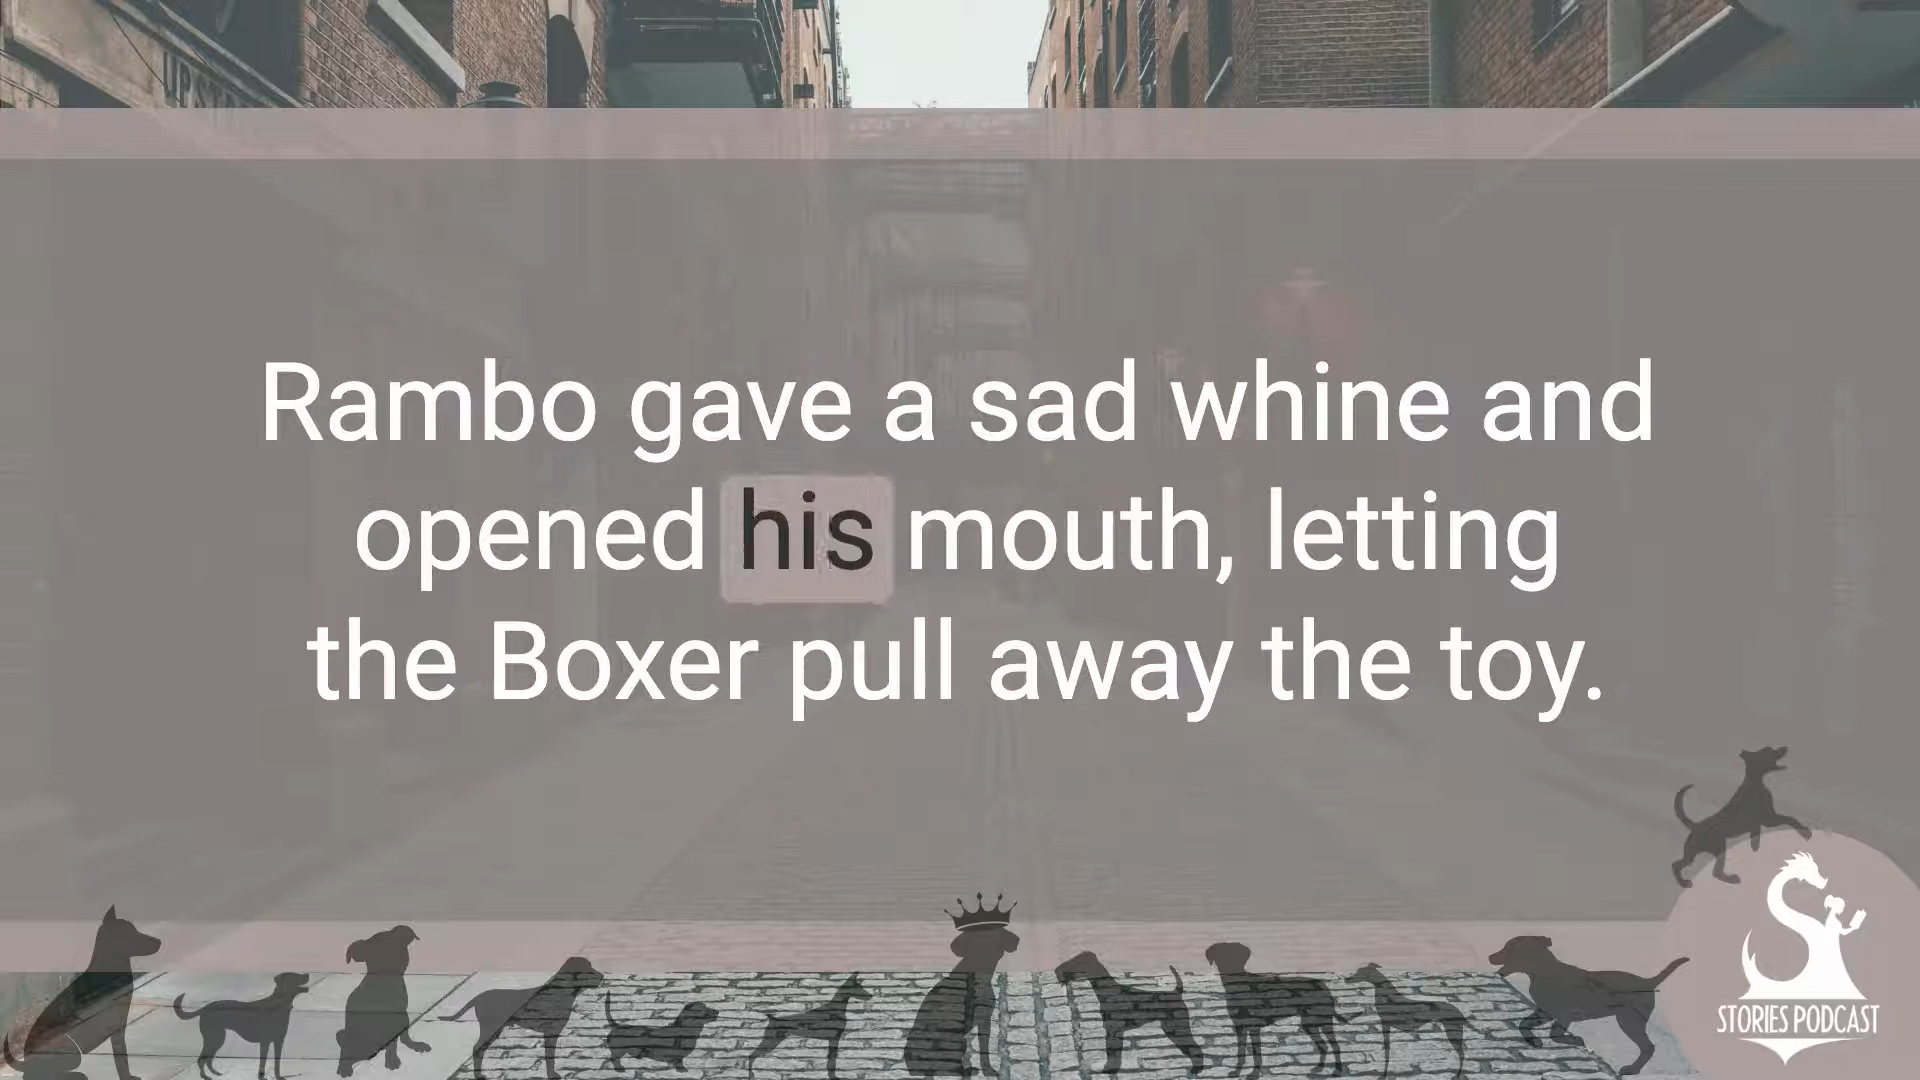 Rambo gave a sad whine and
opened his mouth, letting
the Boxer pull away the toy.
STORIES PODCAST